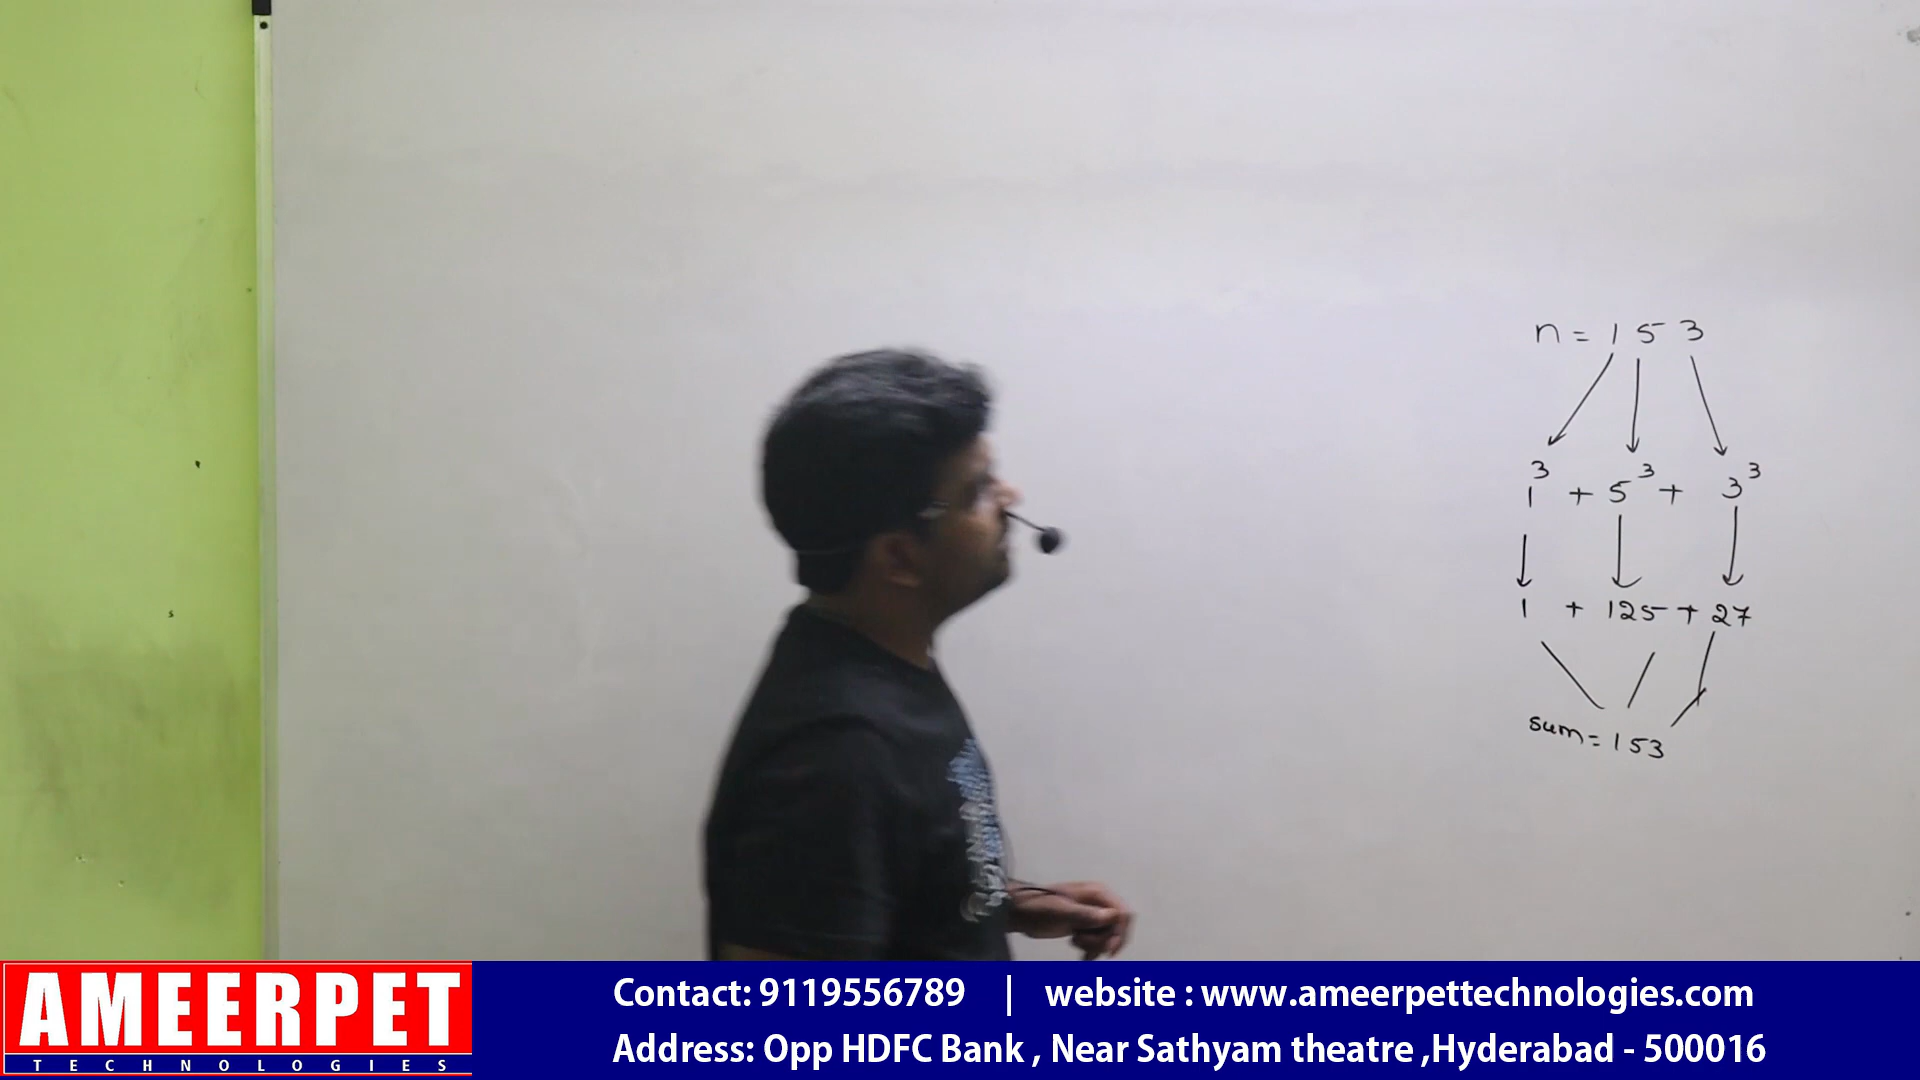 n = 1 5 3
1³ + 5³ + 3³
1 + 125 + 27
sum = 153
AMEERPET
TECHNOLOGIES
Contact: 9119556789 | website : www.ameerpettechnologies.com
Address: Opp HDFC Bank , Near Sathyam theatre ,Hyderabad - 500016